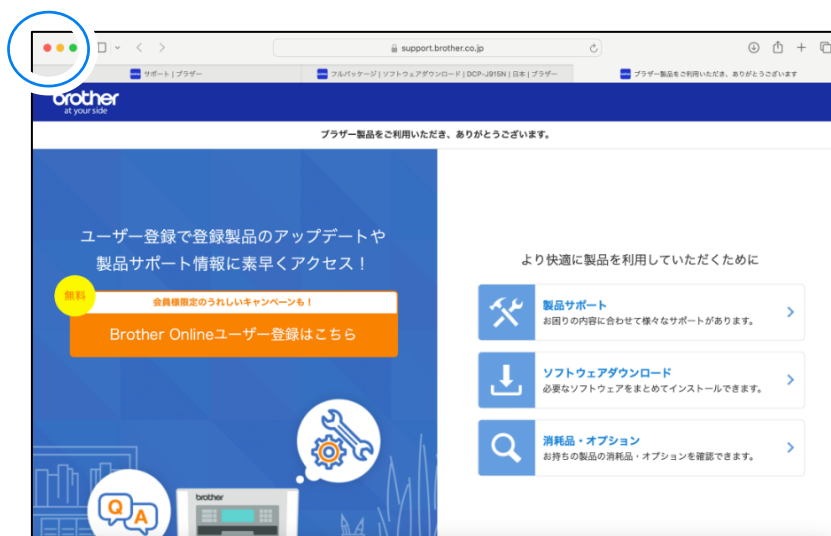 support.brother.co.jp
サポート | ブラザー
フルパッケージ | ソフトウェアダウンロード | DCP-J915N | 日本 | ブラザー
ブラザー製品をご利用いただき、ありがとうございます
brother
at your side
ブラザー製品をご利用いただき、ありがとうございます。
ユーザー登録で登録製品のアップデートや
製品サポート情報に素早くアクセス！
無料
会員様限定のうれしいキャンペーンも！
Brother Onlineユーザー登録はこちら
Q A
brother
より快適に製品を利用していただくために
製品サポート
お困りの内容に合わせて様々なサポートがあります。
ソフトウェアダウンロード
必要なソフトウェアをまとめてインストールできます。
消耗品・オプション
お持ちの製品の消耗品・オプションを確認できます。